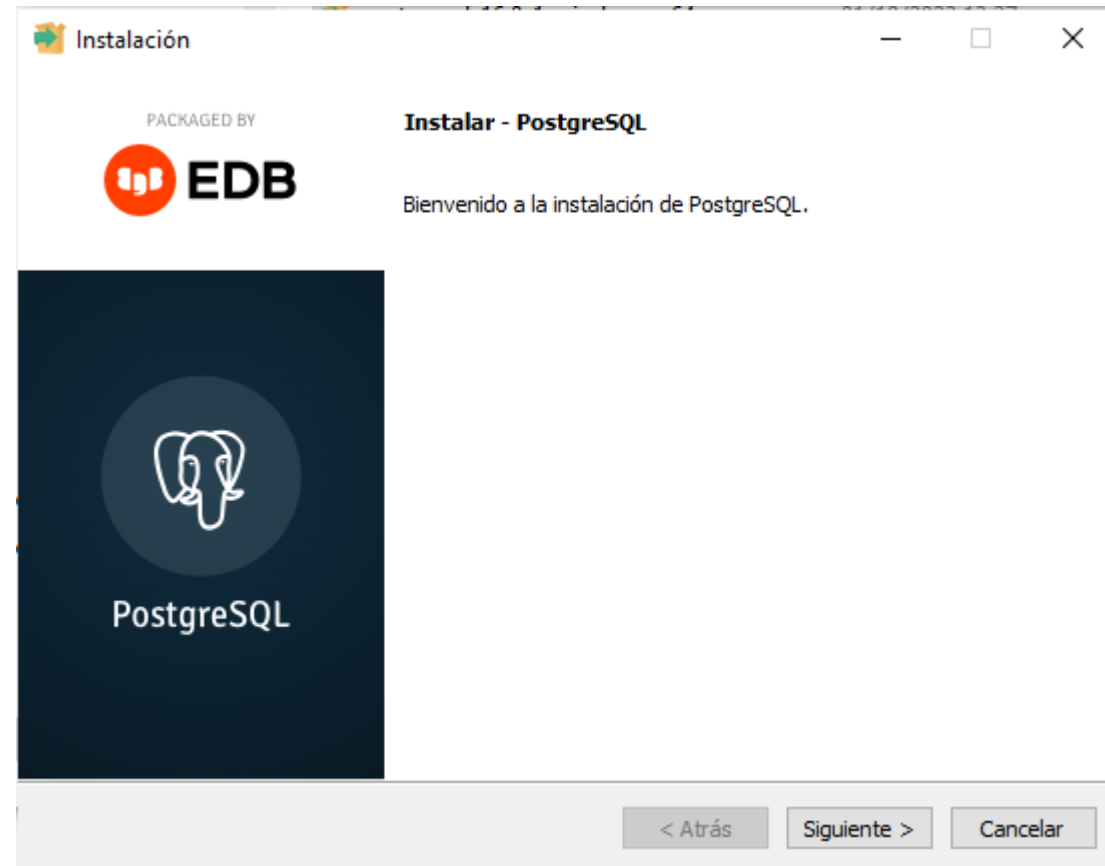 Instalación
PACKAGED BY
EDB
Instalar - PostgreSQL
Bienvenido a la instalación de PostgreSQL.
PostgreSQL
< Atrás
Siguiente >
Cancelar